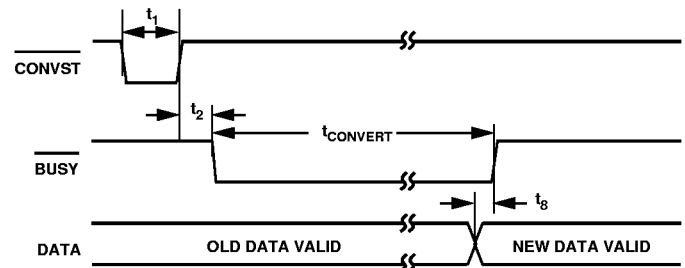 t1
CONVST
t2
tCONVERT
BUSY
t8
DATA
OLD DATA VALID
NEW DATA VALID